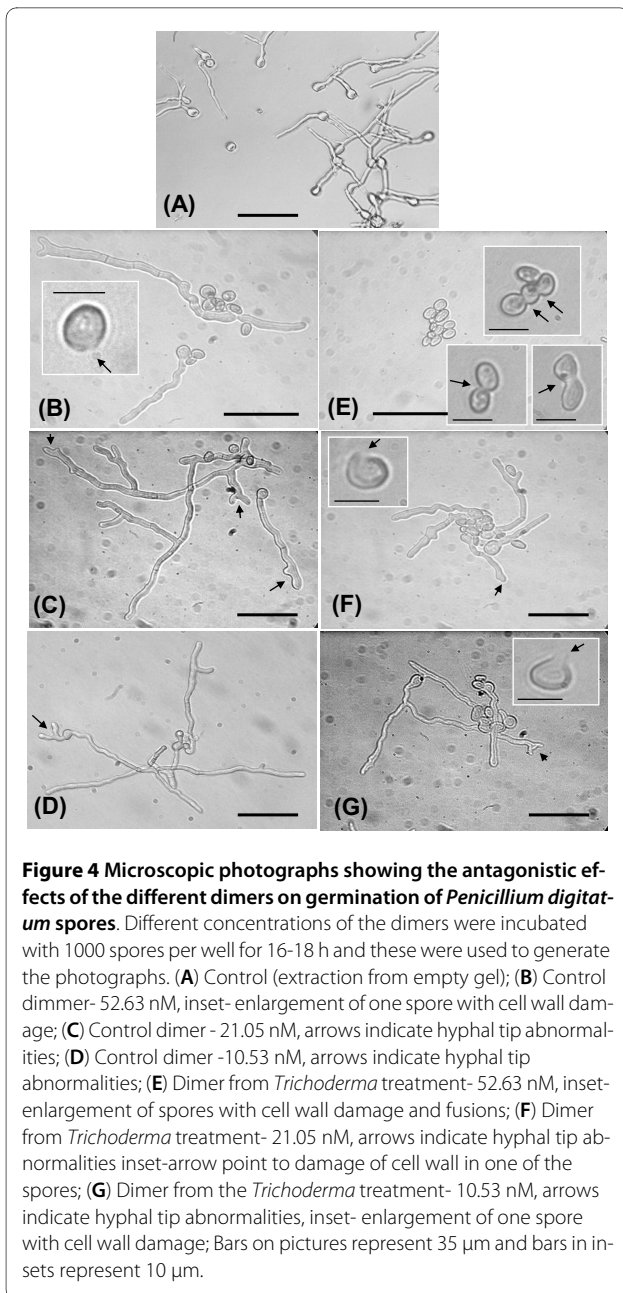 (A)
(B)
(E)
(C)
(F)
(D)
(G)
Figure 4 Microscopic photographs showing the antagonistic ef-
fects of the different dimers on germination of Penicillium digitat-
um spores. Different concentrations of the dimers were incubated
with 1000 spores per well for 16-18 h and these were used to generate
the photographs. (A) Control (extraction from empty gel); (B) Control
dimmer- 52.63 nM, inset- enlargement of one spore with cell wall dam-
age; (C) Control dimer - 21.05 nM, arrows indicate hyphal tip abnormal-
ities; (D) Control dimer -10.53 nM, arrows indicate hyphal tip
abnormalities; (E) Dimer from Trichoderma treatment- 52.63 nM, inset-
enlargement of spores with cell wall damage and fusions; (F) Dimer
from Trichoderma treatment- 21.05 nM, arrows indicate hyphal tip ab-
normalities inset-arrow point to damage of cell wall in one of the
spores; (G) Dimer from the Trichoderma treatment- 10.53 nM, arrows
indicate hyphal tip abnormalities, inset- enlargement of one spore
with cell wall damage; Bars on pictures represent 35 μm and bars in in-
sets represent 10 μm.